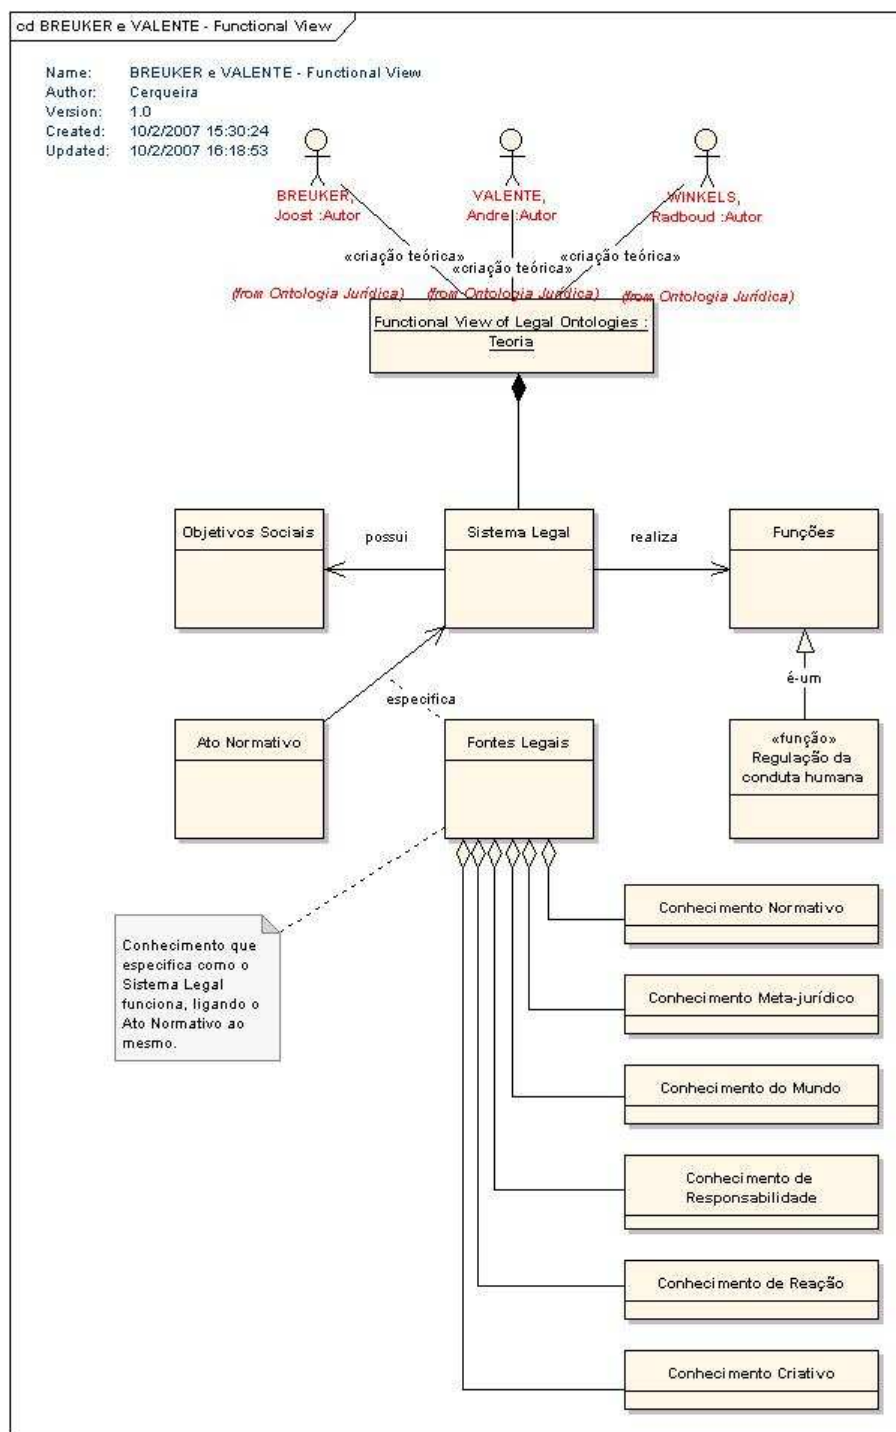 cd BREUKER e VALENTE - Functional View
Name: BREUKER e VALENTE - Functional View
Author: Cerqueira
Version: 1.0
Created: 10/2/2007 15:30:24
Updated: 10/2/2007 16:18:53
BREUKER,
Joost :Autor
VALENTE,
Andre :Autor
WINKELS,
Radboud :Autor
«criação teórica»
«criação teórica»
«criação teórica»
(from Ontologia Jurídica)
(from Ontologia Jurídica)
(from Ontologia Jurídica)
Functional View of Legal Ontologies :
Teoria
Objetivos Sociais
possui
Sistema Legal
realiza
Funções
especifica
é-um
Ato Normativo
Fontes Legais
«função»
Regulação da
conduta humana
Conhecimento Normativo
Conhecimento que
especifica como o
Sistema Legal
funciona, ligando o
Ato Normativo ao
mesmo.
Conhecimento Meta-jurídico
Conhecimento do Mundo
Conhecimento de
Responsabilidade
Conhecimento de Reação
Conhecimento Criativo